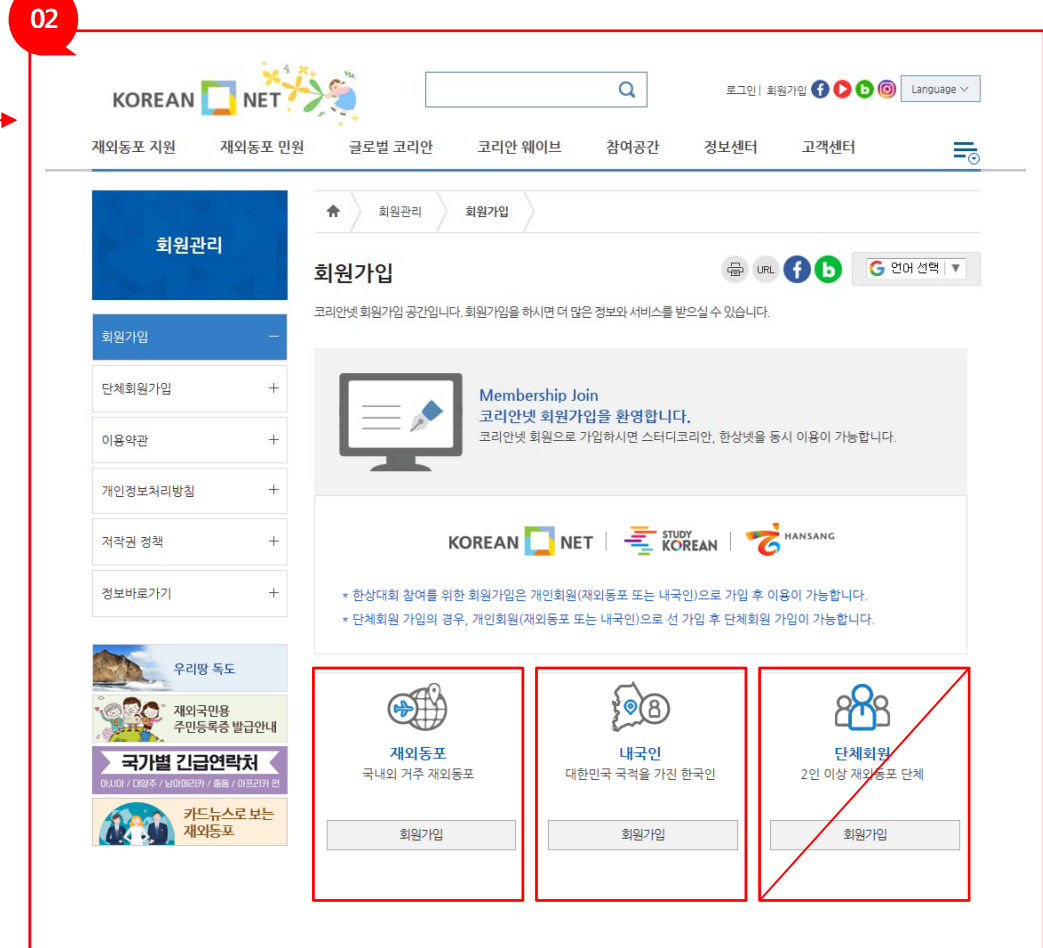 02
KOREAN NET
로그인 | 회원가입
Language
재외동포 지원 재외동포 민원 글로벌 코리안 코리안 웨이브 참여공간 정보센터 고객센터
회원관리
회원가입
단체회원가입
이용약관
개인정보처리방침
저작권 정책
정보바로가기
우리땅 독도
재외국민용
주민등록증 발급안내
국가별 긴급연락처
아시아 / 대양주 / 남아메리카 / 중동 / 아프리카 편
카드뉴스로 보는
재외동포
회원관리 회원가입
회원가입
URL
G 언어 선택 ▼
코리안넷 회원가입 공간입니다. 회원가입을 하시면 더 많은 정보와 서비스를 받으실 수 있습니다.
Membership Join
코리안넷 회원가입을 환영합니다.
코리안넷 회원으로 가입하시면 스터디코리안, 한상넷을 동시 이용이 가능합니다.
KOREAN NET | STUDY KOREAN | HANSANG
* 한상대회 참여를 위한 회원가입은 개인회원(재외동포 또는 내국인)으로 가입 후 이용이 가능합니다.
* 단체회원 가입의 경우, 개인회원(재외동포 또는 내국인)으로 선 가입 후 단체회원 가입이 가능합니다.
재외동포
국내외 거주 재외동포
회원가입
내국인
대한민국 국적을 가진 한국인
회원가입
단체회원
2인 이상 재외동포 단체
회원가입